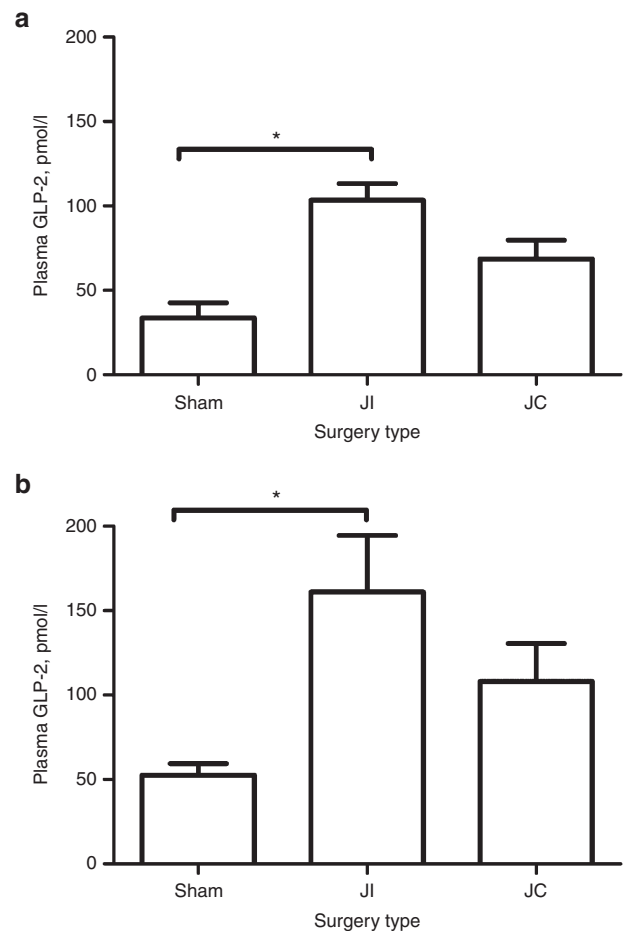 a
200
150
100
50
0
Plasma GLP-2, pmol/l
*
Sham JI JC
Surgery type
b
200
150
100
50
0
Plasma GLP-2, pmol/l
*
Sham JI JC
Surgery type